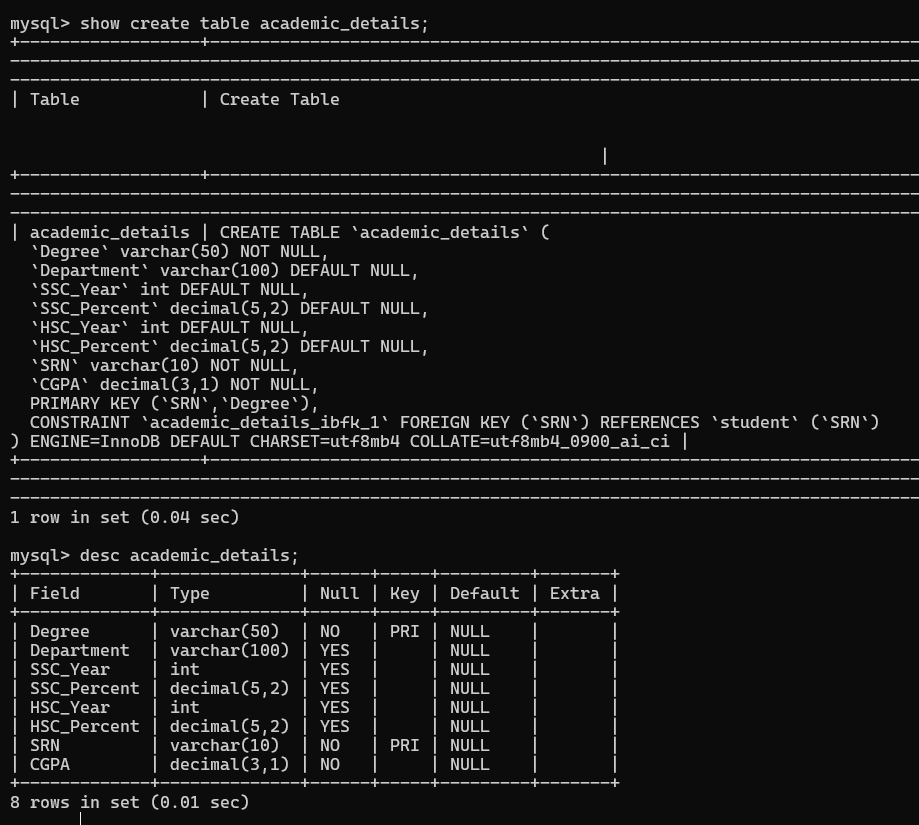 mysql> show create table academic_details;
+------------------+------------------------------------------------------------------------
-------------------------------------------------------------------------------------------
-------------------------------------------------------------------------------------------
| Table            | Create Table
|
+------------------+------------------------------------------------------------------------
-------------------------------------------------------------------------------------------
-------------------------------------------------------------------------------------------
| academic_details | CREATE TABLE `academic_details` (
  `Degree` varchar(50) NOT NULL,
  `Department` varchar(100) DEFAULT NULL,
  `SSC_Year` int DEFAULT NULL,
  `SSC_Percent` decimal(5,2) DEFAULT NULL,
  `HSC_Year` int DEFAULT NULL,
  `HSC_Percent` decimal(5,2) DEFAULT NULL,
  `SRN` varchar(10) NOT NULL,
  `CGPA` decimal(3,1) NOT NULL,
  PRIMARY KEY (`SRN`,`Degree`),
  CONSTRAINT `academic_details_ibfk_1` FOREIGN KEY (`SRN`) REFERENCES `student` (`SRN`)
) ENGINE=InnoDB DEFAULT CHARSET=utf8mb4 COLLATE=utf8mb4_0900_ai_ci |
+------------------+------------------------------------------------------------------------
-------------------------------------------------------------------------------------------
-------------------------------------------------------------------------------------------
1 row in set (0.04 sec)
mysql> desc academic_details;
+-------------+--------------+------+-----+---------+-------+
| Field       | Type         | Null | Key | Default | Extra |
+-------------+--------------+------+-----+---------+-------+
| Degree      | varchar(50)  | NO   | PRI | NULL    |       |
| Department  | varchar(100) | YES  |     | NULL    |       |
| SSC_Year    | int          | YES  |     | NULL    |       |
| SSC_Percent | decimal(5,2) | YES  |     | NULL    |       |
| HSC_Year    | int          | YES  |     | NULL    |       |
| HSC_Percent | decimal(5,2) | YES  |     | NULL    |       |
| SRN         | varchar(10)  | NO   | PRI | NULL    |       |
| CGPA        | decimal(3,1) | NO   |     | NULL    |       |
+-------------+--------------+------+-----+---------+-------+
8 rows in set (0.01 sec)